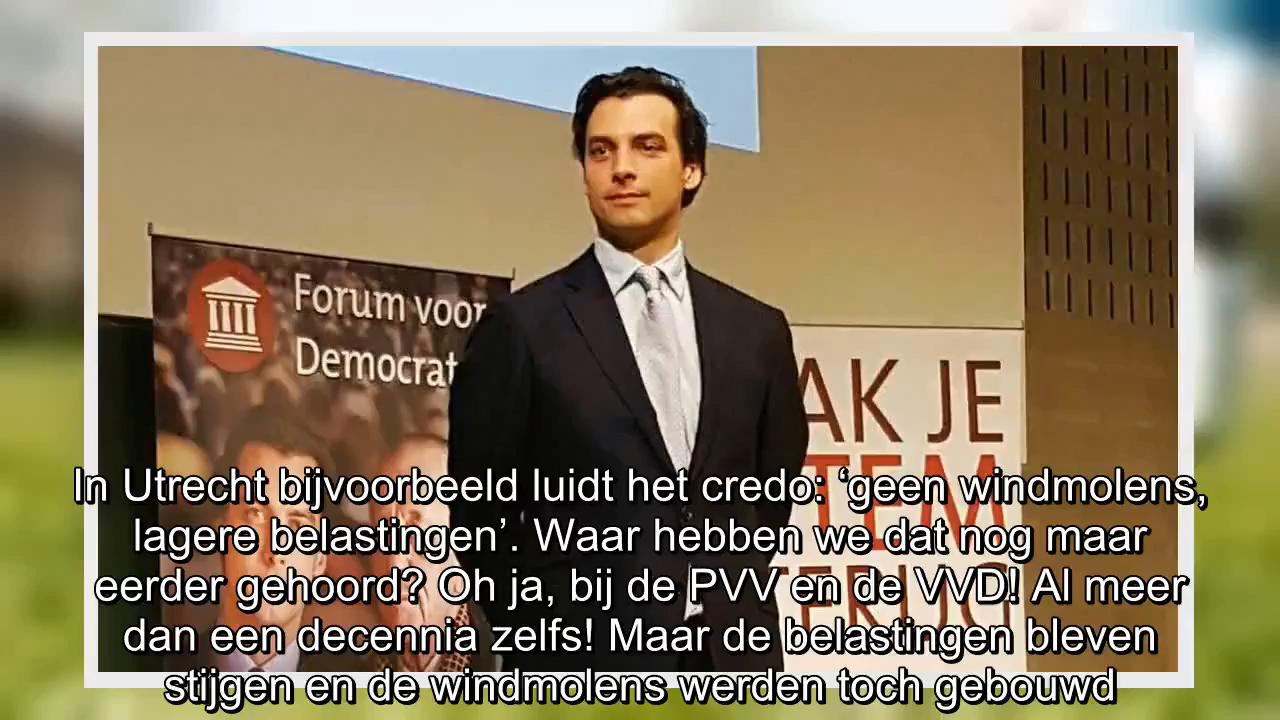 Forum voor
Democrat
AK JE
TEM
TERUG
In Utrecht bijvoorbeeld luidt het credo: ‘geen windmolens,
lagere belastingen’. Waar hebben we dat nog maar
eerder gehoord? Oh ja, bij de PVV en de VVD! Al meer
dan een decennia zelfs! Maar de belastingen bleven
stijgen en de windmolens werden toch gebouwd